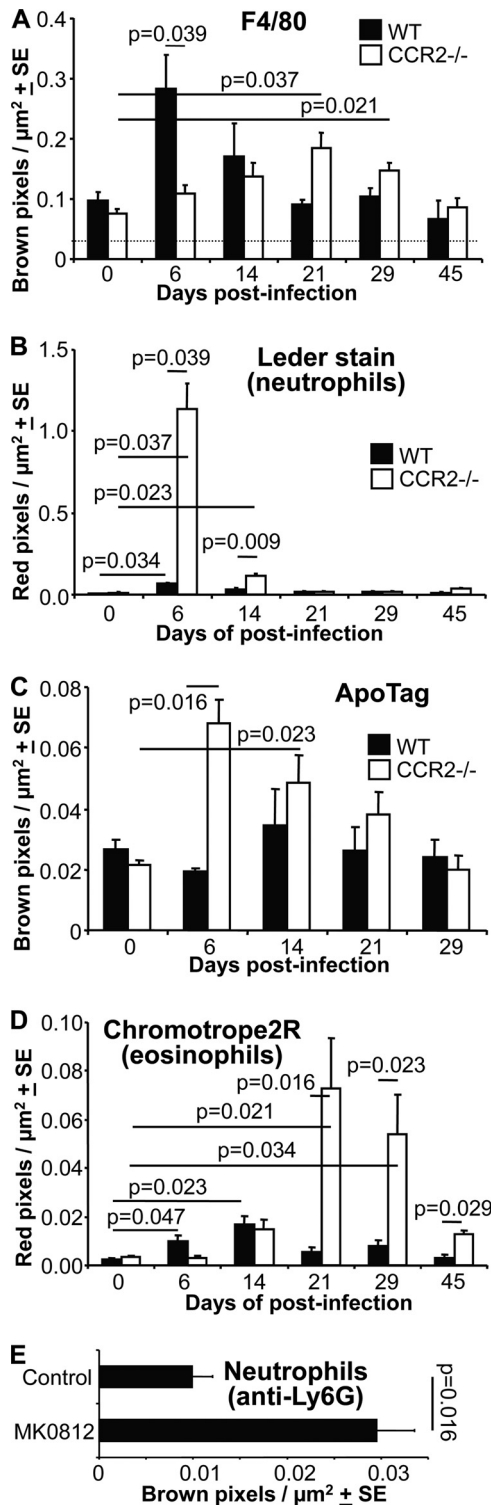 A
F4/80
0.4
p=0.039
WT
CCR2-/-
0.3
p=0.037
p=0.021
0.2
0.1
0
Brown pixels / µm² ± SE
0 6 14 21 29 45
Days post-infection
B
1.5
p=0.039
Leder stain
(neutrophils)
1.0
p=0.037
WT
CCR2-/-
p=0.023
0.5
p=0.009
p=0.034
0.0
Red pixels / µm² ± SE
0 6 14 21 29 45
Days of post-infection
C
0.08
p=0.016
ApoTag
p=0.023
WT
CCR2-/-
0.06
0.04
0.02
0
Brown pixels / µm² ± SE
0 6 14 21 29
Days post-infection
D
0.10
Chromotrope2R
(eosinophils)
0.08
p=0.016
p=0.023
p=0.021
0.06
p=0.034
0.04
p=0.023
p=0.029
0.02
p=0.047
0.00
Red pixels / µm² ± SE
0 6 14 21 29 45
Days of post-infection
E
Control
Neutrophils
(anti-Ly6G)
p=0.016
MK0812
0 0.01 0.02 0.03
Brown pixels / µm² ± SE